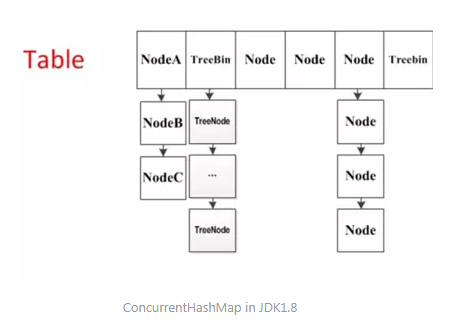 Table
NodeA TreeBin Node Node Node Treebin
NodeB TreeNode Node
NodeC ... Node
TreeNode Node
ConcurrentHashMap in JDK1.8